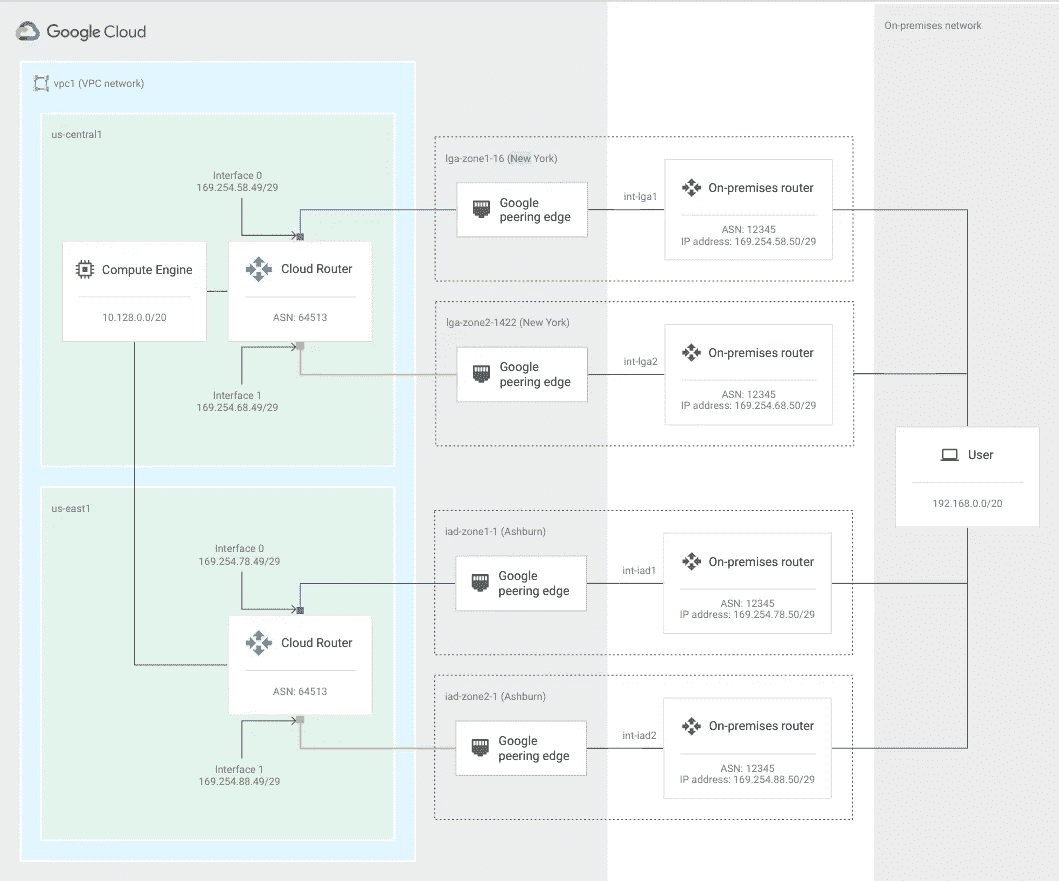 Google Cloud
On-premises network
vpc1 (VPC network)
us-central1
Interface 0
169.254.58.49/29
Compute Engine
10.128.0.0/20
Cloud Router
ASN: 64513
Interface 1
169.254.68.49/29
lga-zone1-16 (New York)
Google
peering edge
int-lga1
On-premises router
ASN: 12345
IP address: 169.254.58.50/29
lga-zone2-1422 (New York)
Google
peering edge
int-lga2
On-premises router
ASN: 12345
IP address: 169.254.68.50/29
User
192.168.0.0/20
us-east1
Interface 0
169.254.78.49/29
Cloud Router
ASN: 64513
Interface 1
169.254.88.49/29
iad-zone1-1 (Ashburn)
Google
peering edge
int-iad1
On-premises router
ASN: 12345
IP address: 169.254.78.50/29
iad-zone2-1 (Ashburn)
Google
peering edge
int-iad2
On-premises router
ASN: 12345
IP address: 169.254.88.50/29